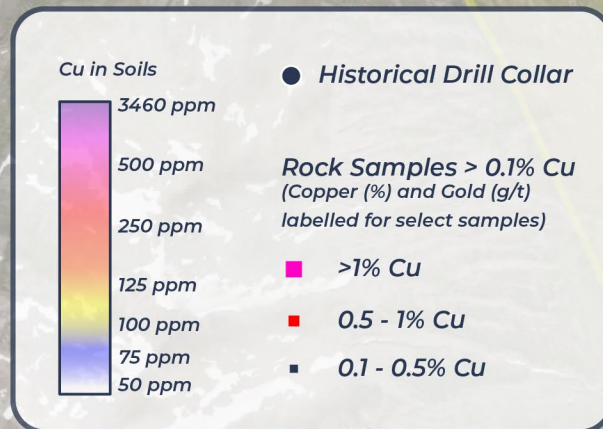 Cu in Soils
3460 ppm
500 ppm
250 ppm
125 ppm
100 ppm
75 ppm
50 ppm
Historical Drill Collar
Rock Samples > 0.1% Cu
(Copper (%) and Gold (g/t)
labelled for select samples)
>1% Cu
0.5 - 1% Cu
0.1 - 0.5% Cu